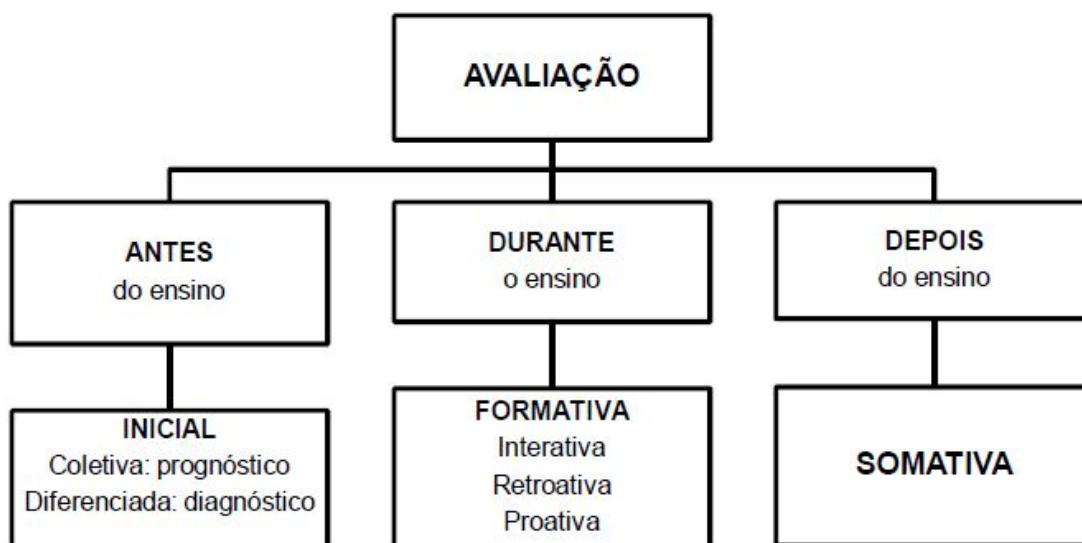 AVALIAÇÃO
ANTES
do ensino
DURANTE
o ensino
DEPOIS
do ensino
INICIAL
Coletiva: prognóstico
Diferenciada: diagnóstico
FORMATIVA
Interativa
Retroativa
Proativa
SOMATIVA